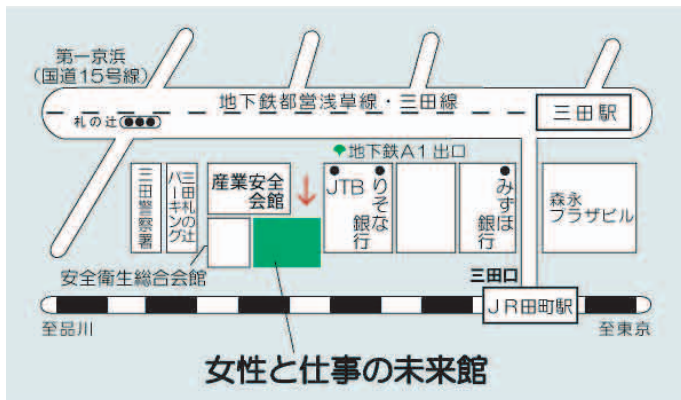 第一京浜
（国道15号線）
地下鉄都営浅草線・三田線
三田駅
札の辻
地下鉄A1出口
三田警察署
三田札の辻
パーキング
産業安全
会館
JTB
りそな
銀行
みずほ
銀行
森永
プラザビル
安全衛生総合会館
三田口
JR田町駅
至品川
至東京
女性と仕事の未来館